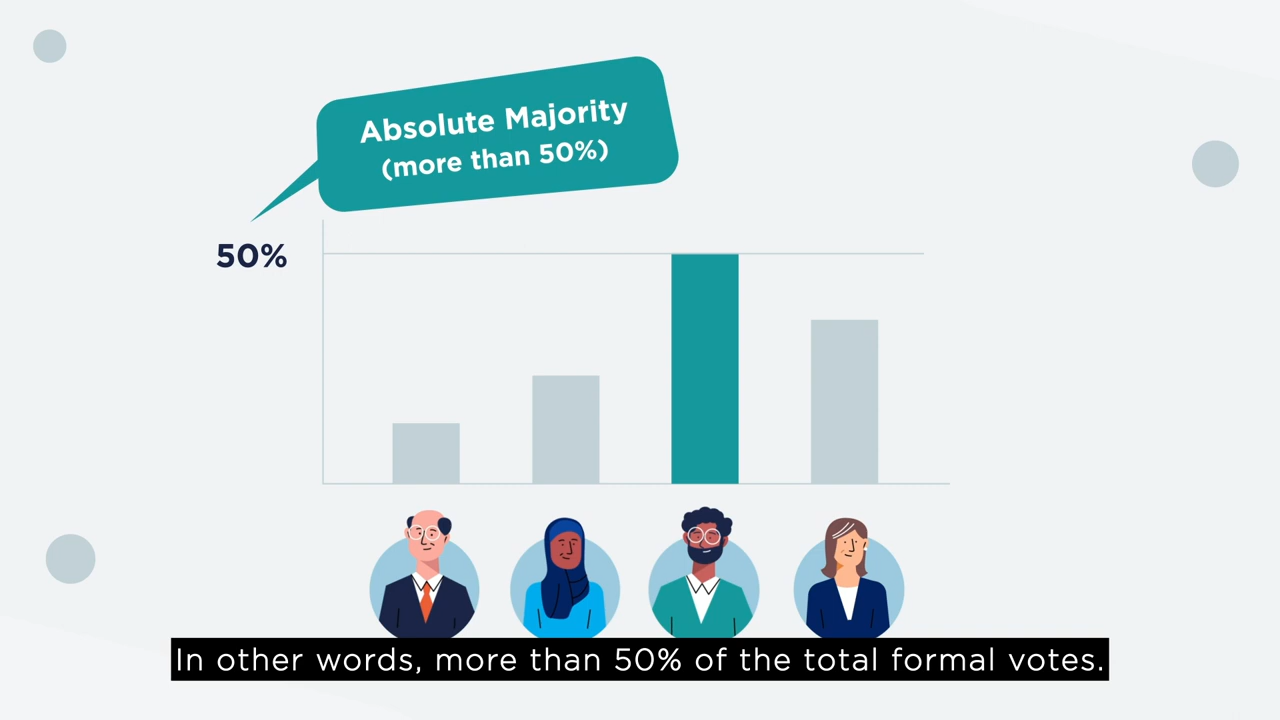 Absolute Majority
(more than 50%)
50%
In other words, more than 50% of the total formal votes.